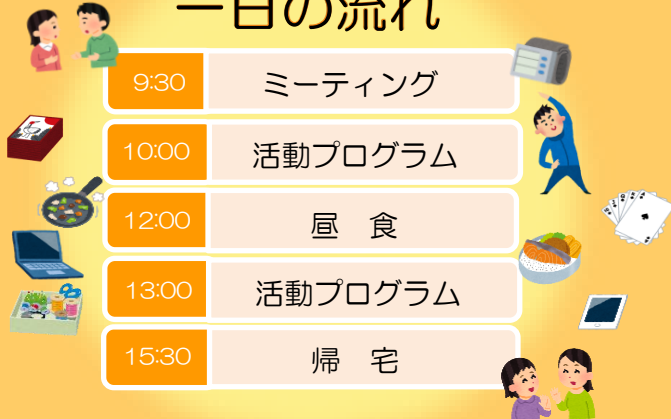 一日の流れ
9:30 ミーティング
10:00 活動プログラム
12:00 昼　食
13:00 活動プログラム
15:30 帰　宅